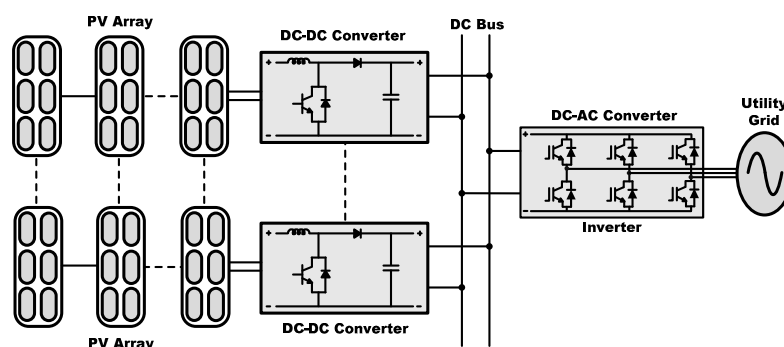 PV Array
DC-DC Converter
DC Bus
DC-AC Converter
Utility
Grid
Inverter
DC-DC Converter
PV Array